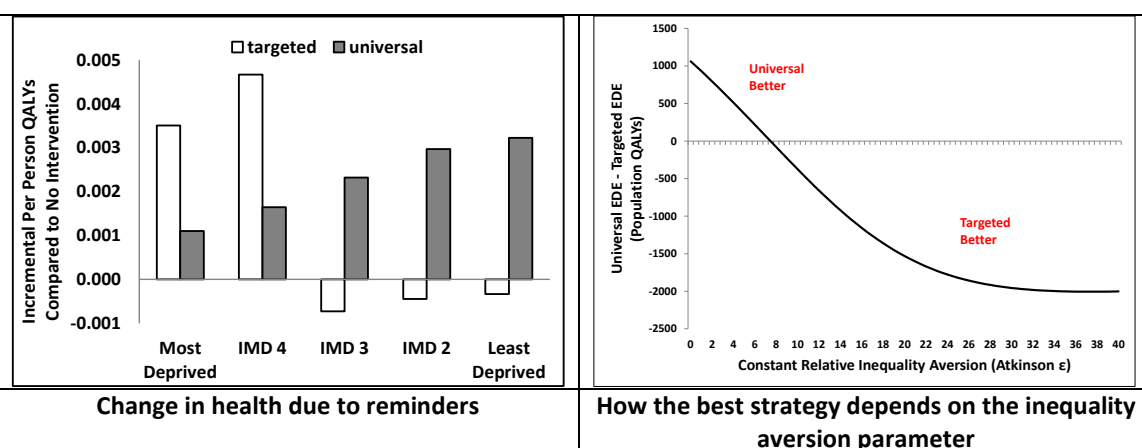 targeted universal
Incremental Per Person QALYs
Compared to No Intervention
0.005
0.004
0.003
0.002
0.001
0.000
-0.001
Most
Deprived
IMD 4
IMD 3
IMD 2
Least
Deprived
Change in health due to reminders
Universal EDE - Targeted EDE
(Population QALYs)
1500
1000
500
0
-500
-1000
-1500
-2000
-2500
Universal
Better
Targeted
Better
0 2 4 6 8 10 12 14 16 18 20 22 24 26 28 30 32 34 36 38 40
Constant Relative Inequality Aversion (Atkinson ε)
How the best strategy depends on the inequality
aversion parameter